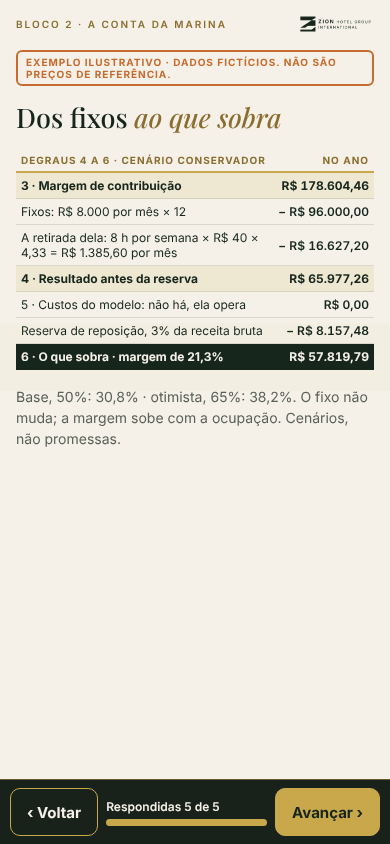 BLOCO 2 · A CONTA DA MARINA
ZION HOTEL GROUP
INTERNATIONAL
EXEMPLO ILUSTRATIVO · DADOS FICTÍCIOS. NÃO SÃO
PREÇOS DE REFERÊNCIA.
Dos fixos ao que sobra
DEGRAUS 4 A 6 · CENÁRIO CONSERVADOR NO ANO
3 · Margem de contribuição R$ 178.604,46
Fixos: R$ 8.000 por mês × 12 − R$ 96.000,00
A retirada dela: 8 h por semana × R$ 40 ×
4,33 = R$ 1.385,60 por mês − R$ 16.627,20
4 · Resultado antes da reserva R$ 65.977,26
5 · Custos do modelo: não há, ela opera R$ 0,00
Reserva de reposição, 3% da receita bruta − R$ 8.157,48
6 · O que sobra · margem de 21,3% R$ 57.819,79
Base, 50%: 30,8% · otimista, 65%: 38,2%. O fixo não
muda; a margem sobe com a ocupação. Cenários,
não promessas.
‹ Voltar
Respondidas 5 de 5
Avançar ›